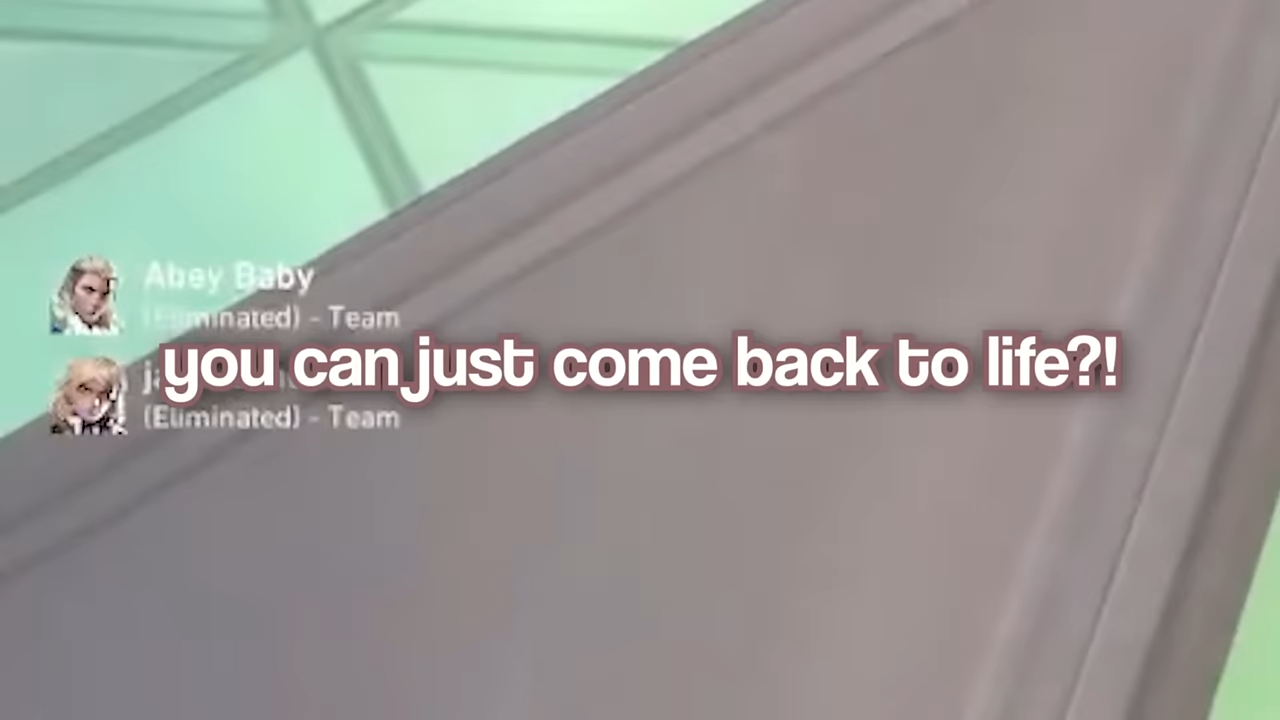 Abey Baby
(Eliminated) - Team
you can just come back to life?!
(Eliminated) - Team